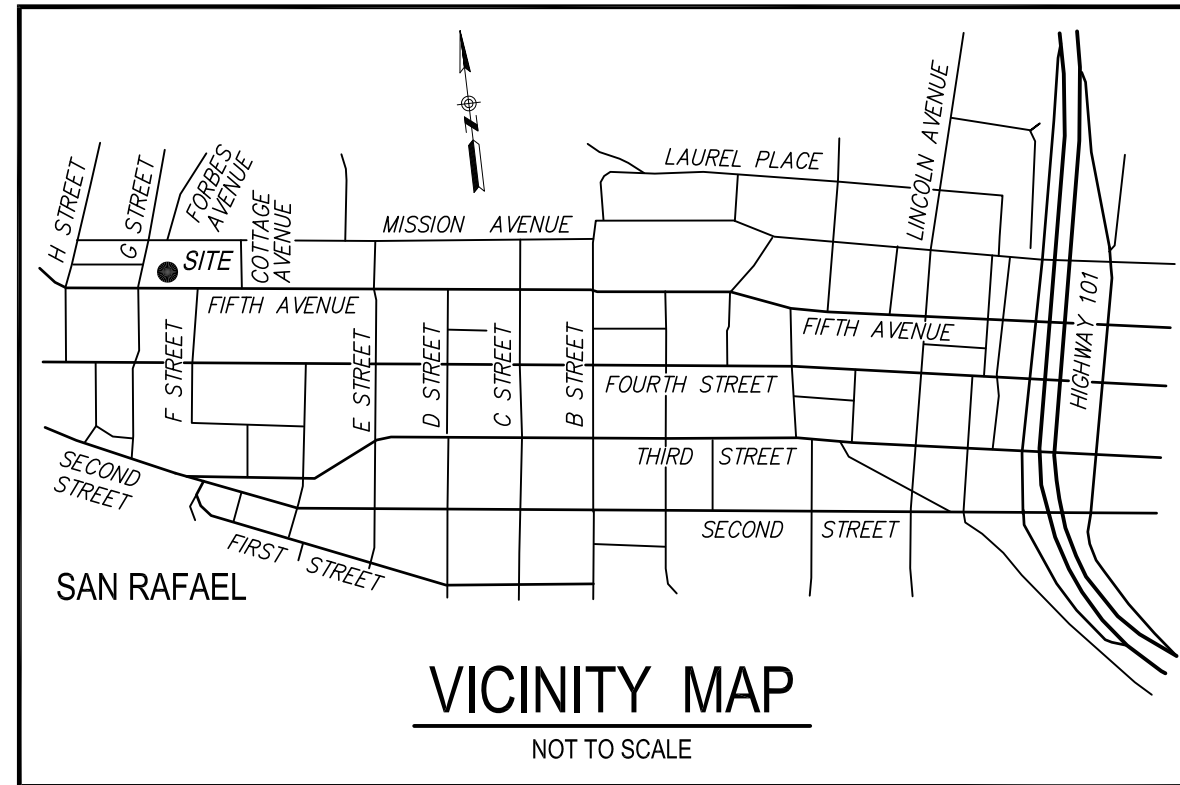 LAUREL PLACE
LINCOLN AVENUE
H STREET
G STREET
FORBES
AVENUE
COTTAGE
AVENUE
N
MISSION AVENUE
SITE
HIGHWAY 101
FIFTH AVENUE
FIFTH AVENUE
F STREET
E STREET
D STREET
C STREET
B STREET
FOURTH STREET
SECOND
STREET
THIRD STREET
FIRST STREET
SECOND STREET
SAN RAFAEL
VICINITY MAP
NOT TO SCALE